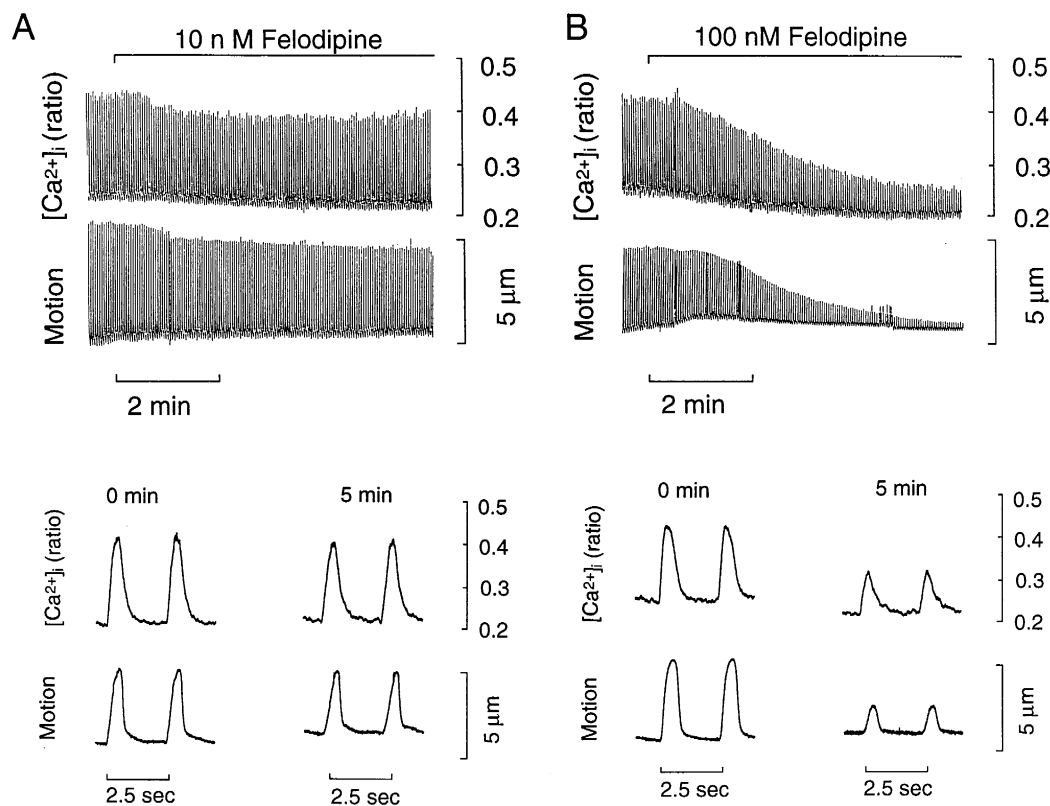 A
10 n M Felodipine
[Ca²⁺]ᵢ (ratio)
0.5
0.4
0.3
0.2
Motion
5 μm
2 min
0 min
5 min
[Ca²⁺]ᵢ (ratio)
0.5
0.4
0.3
0.2
Motion
5 μm
2.5 sec
2.5 sec
B
100 nM Felodipine
[Ca²⁺]ᵢ (ratio)
0.5
0.4
0.3
0.2
Motion
5 μm
2 min
0 min
5 min
[Ca²⁺]ᵢ (ratio)
0.5
0.4
0.3
0.2
Motion
5 μm
2.5 sec
2.5 sec